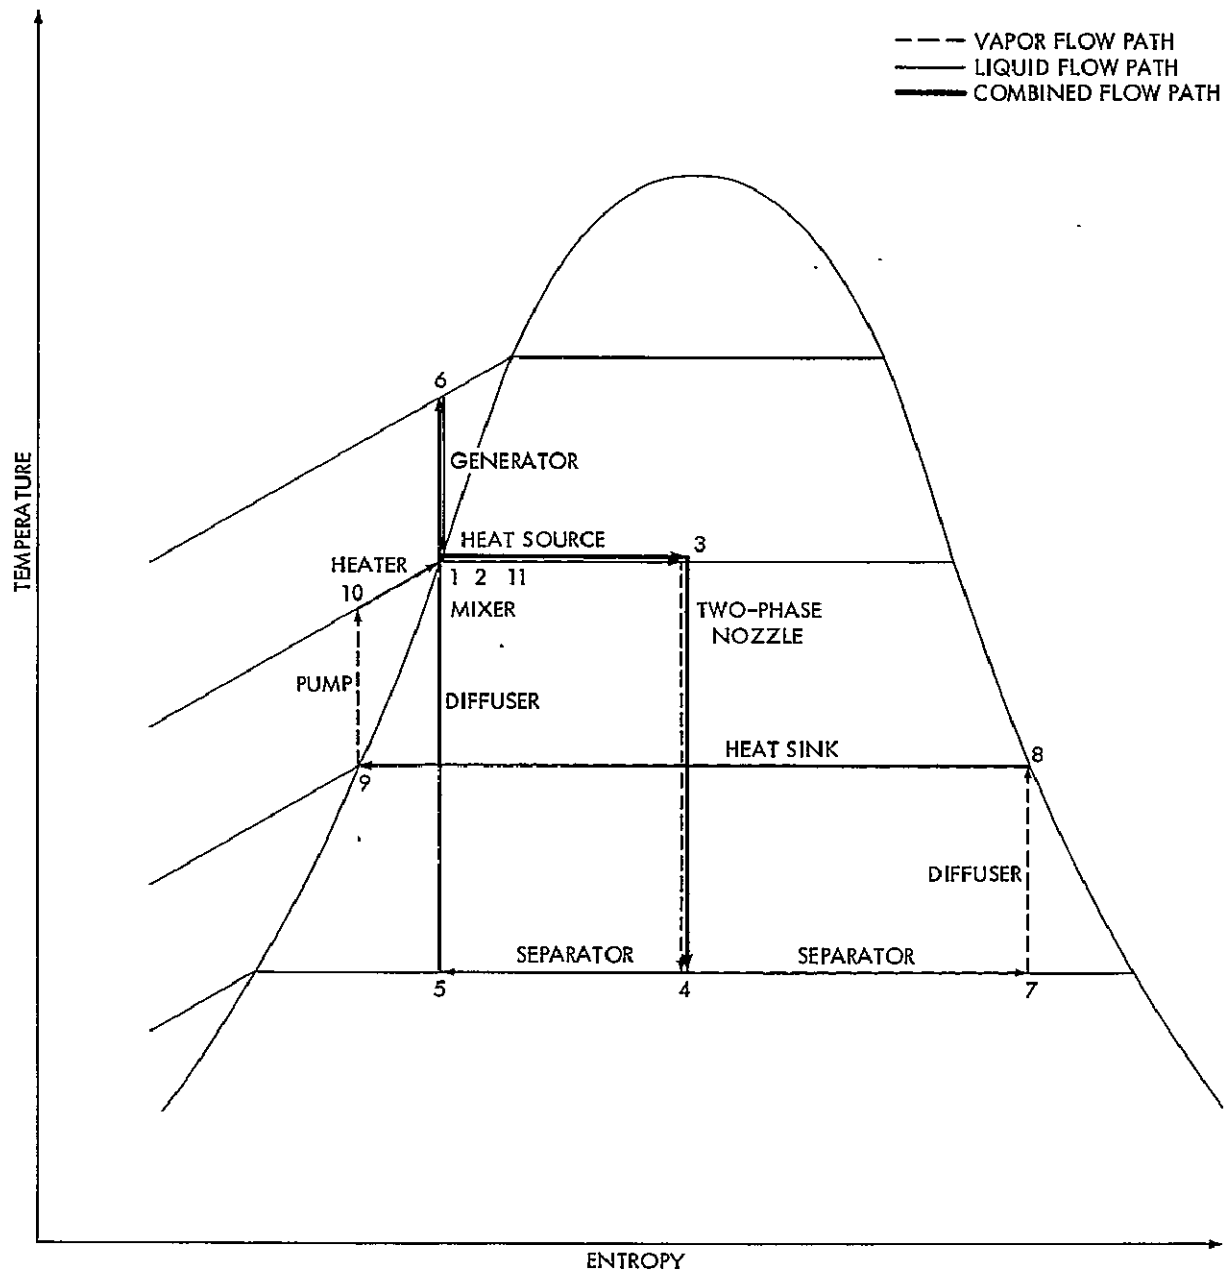 VAPOR FLOW PATH
LIQUID FLOW PATH
COMBINED FLOW PATH
6
GENERATOR
HEAT SOURCE
3
HEATER
1 2 11
10
MIXER
TWO-PHASE
NOZZLE
PUMP
DIFFUSER
HEAT SINK
8
9
DIFFUSER
SEPARATOR
SEPARATOR
5
4
7
TEMPERATURE
ENTROPY